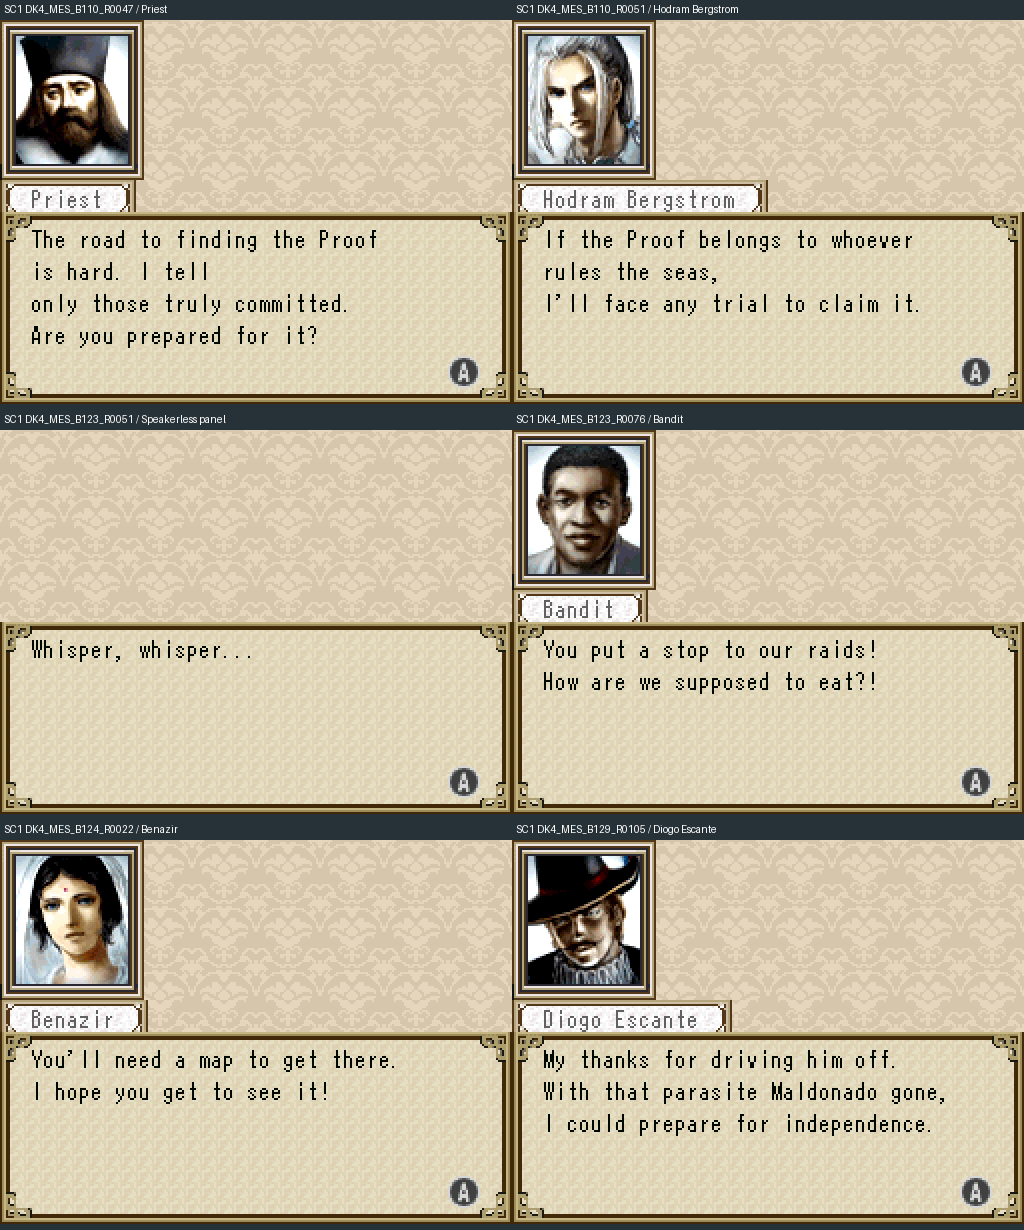 SC1 DK4_MES_B110_R0047 / Priest
Priest
The road to finding the Proof
is hard. I tell
only those truly committed.
Are you prepared for it?
A
SC1 DK4_MES_B110_R0051 / Hodram Bergstrom
Hodram Bergstrom
If the Proof belongs to whoever
rules the seas,
I'll face any trial to claim it.
A
SC1 DK4_MES_B123_R0051 / Speakerless panel
Whisper, whisper...
A
SC1 DK4_MES_B123_R0076 / Bandit
Bandit
You put a stop to our raids!
How are we supposed to eat?!
A
SC1 DK4_MES_B124_R0022 / Benazir
Benazir
You'll need a map to get there.
I hope you get to see it!
A
SC1 DK4_MES_B129_R0105 / Diogo Escante
Diogo Escante
My thanks for driving him off.
With that parasite Maldonado gone,
I could prepare for independence.
A